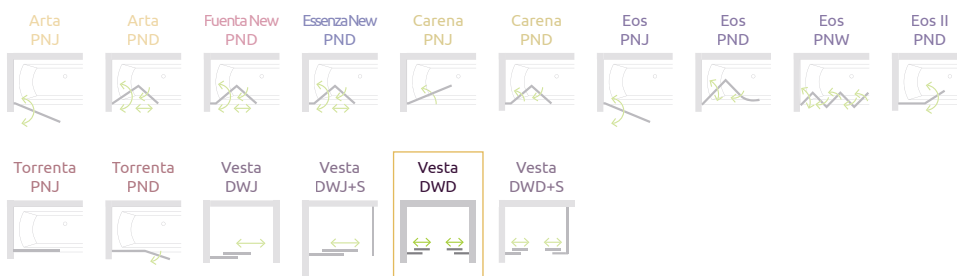 Arta
PNJ
Arta
PND
Fuenta New
PND
Essenza New
PND
Carena
PNJ
Carena
PND
Eos
PNJ
Eos
PND
Eos
PNW
Eos II
PND
Torrenta
PNJ
Torrenta
PND
Vesta
DWJ
Vesta
DWJ+S
Vesta
DWD
Vesta
DWD+S